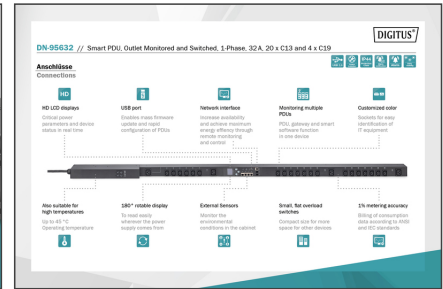 DIGITUS®
DN-95632 // Smart PDU, Outlet Monitored and Switched, 1-Phase, 32 A, 20 x C13 and 4 x C19
Anschlüsse
Connections
HD
HD LCD displays
Critical power
parameters and device
status in real time
USB port
Enables mass firmware
update and rapid
configuration of PDUs
Network interface
Increase availability
and achieve maximum
energy effiency through
remote monitoring
and control
Monitoring multiple
PDUs
PDU, gateway and smart
software function
in one device
Customized color
Sockets for easy
identification of
IT equipment
Also suitable for
high temperatures
Up to 45 °C
Operating temperature
180° rotable display
To read easily
wherever the power
supply comes from
External Sensors
Monitor the
environmental
conditions in the cabinet
Small, flat overload
switches
Compact size for more
space for other devices
1% metering accuracy
Billing of consumption
data according to ANSI
and IEC standards